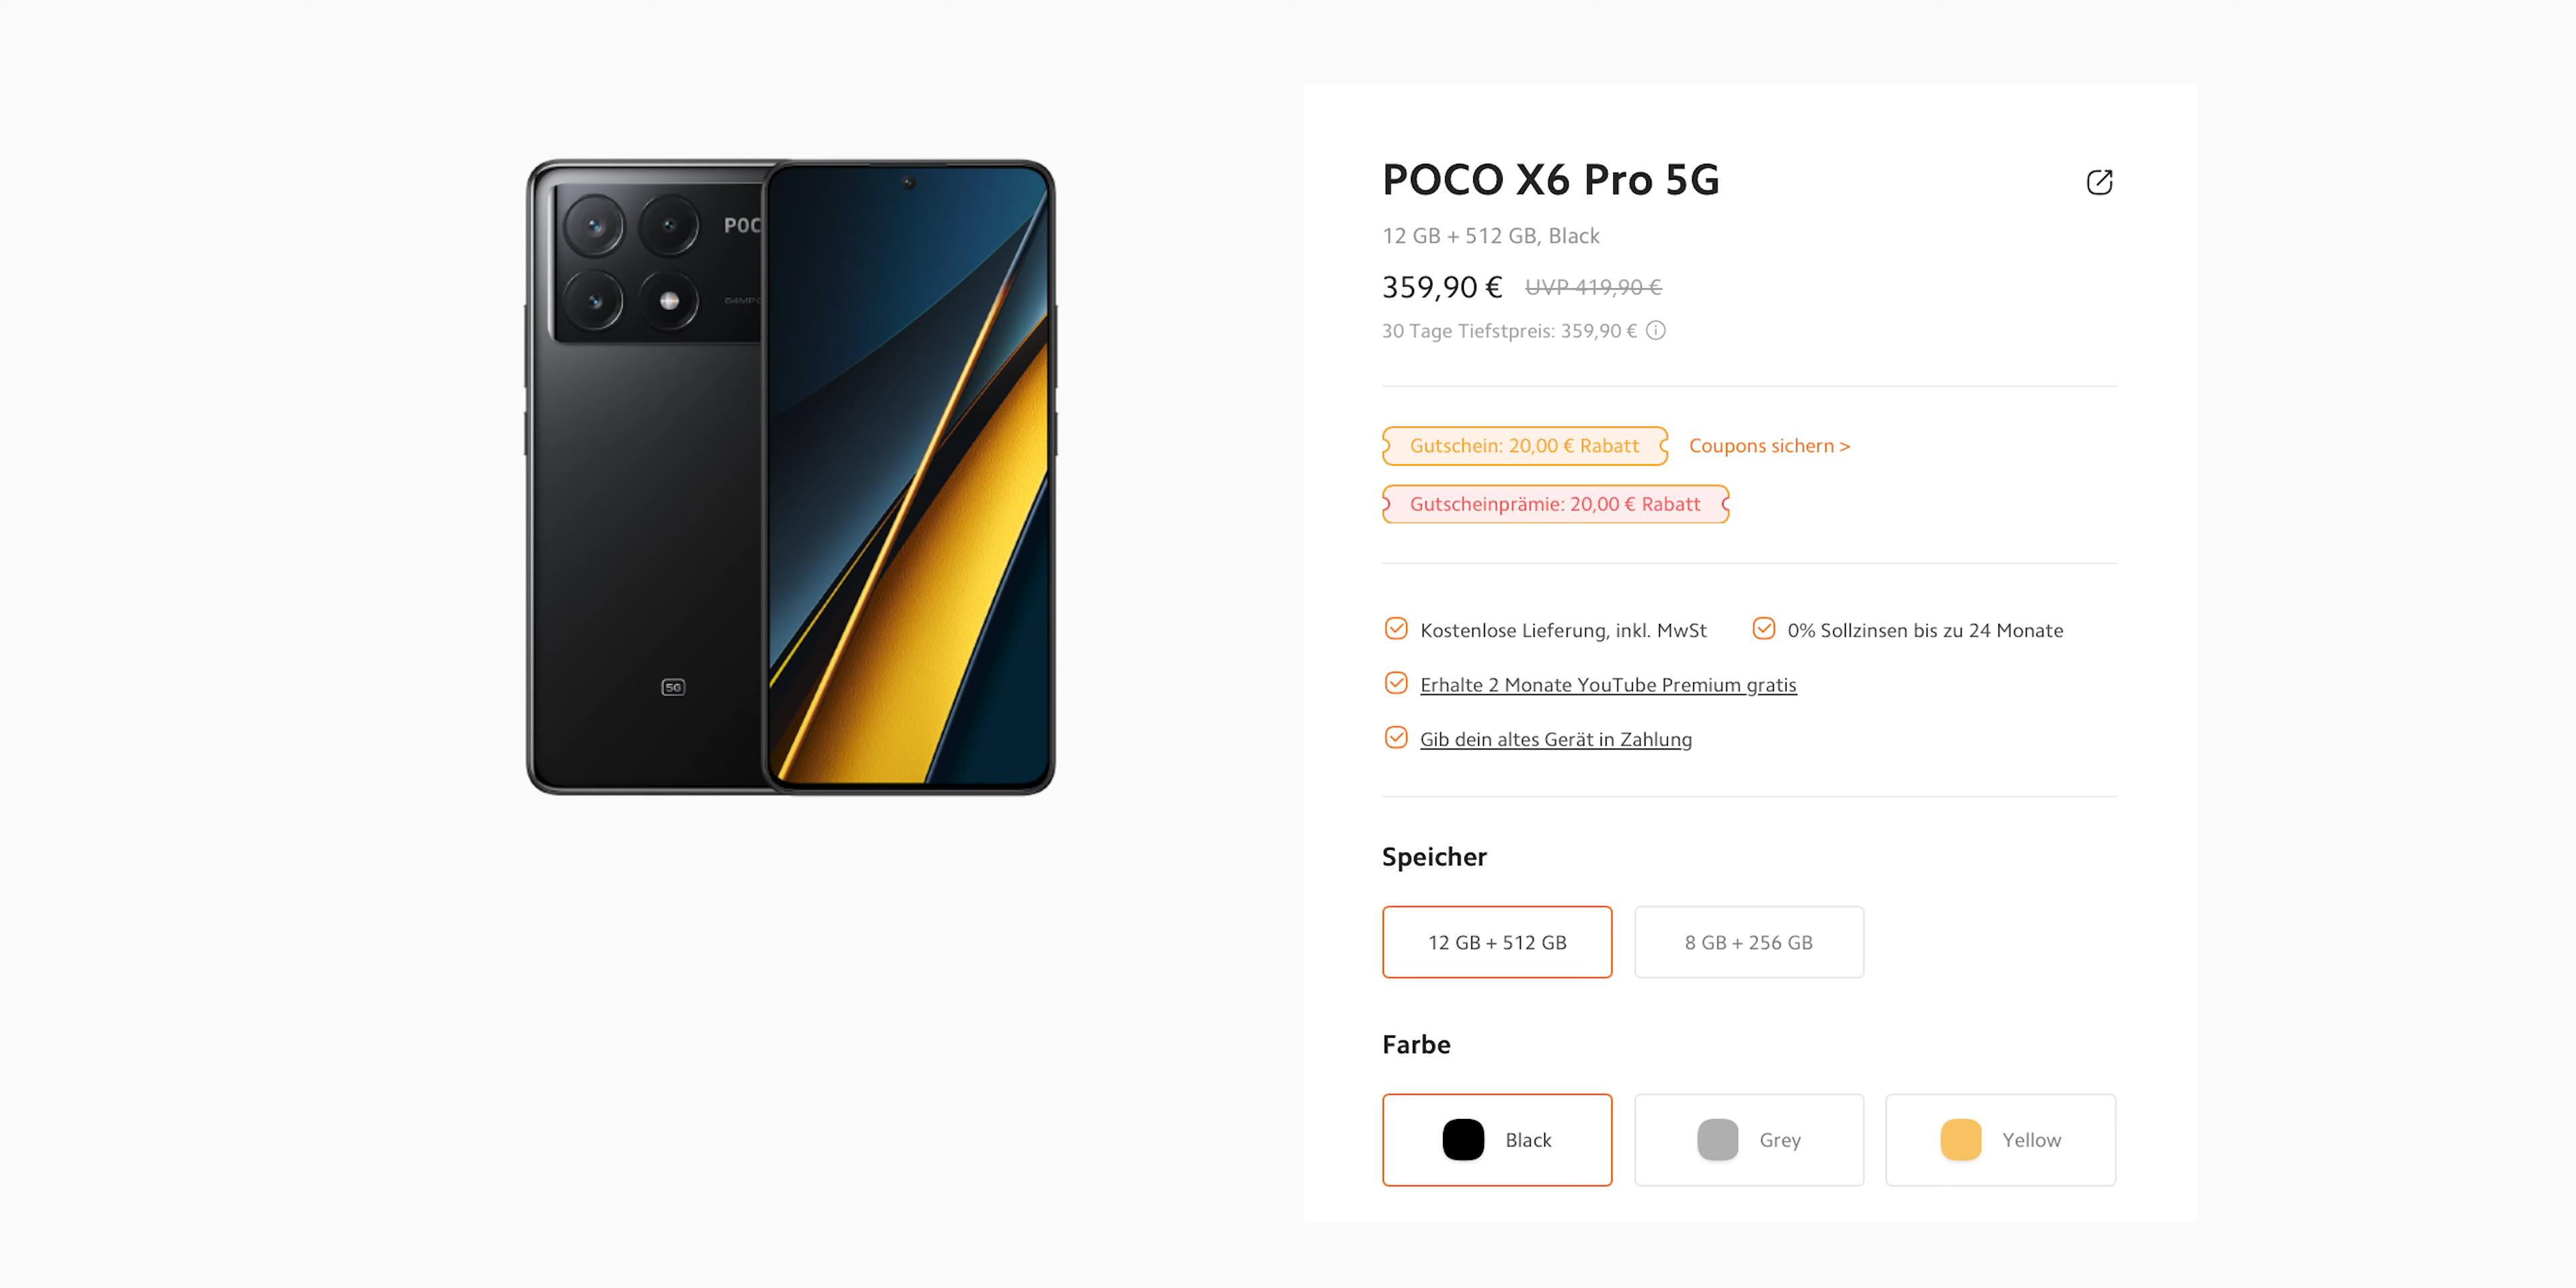 POCO X6 Pro 5G
12 GB + 512 GB, Black
359,90 € UVP 419,90 €
30 Tage Tiefstpreis: 359,90 €
Gutschein: 20,00 € Rabatt Coupons sichern >
Gutscheinprämie: 20,00 € Rabatt
Kostenlose Lieferung, inkl. MwSt 0% Sollzinsen bis zu 24 Monate
Erhalte 2 Monate YouTube Premium gratis
Gib dein altes Gerät in Zahlung
Speicher
12 GB + 512 GB 8 GB + 256 GB
Farbe
Black Grey Yellow
POC
5G